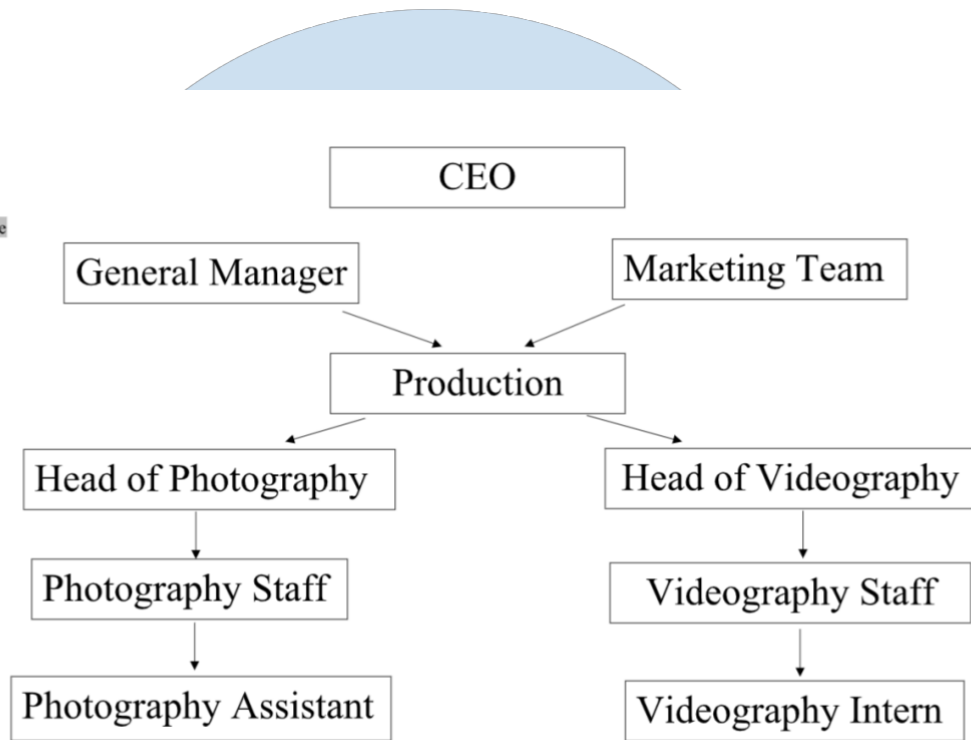 CEO
General Manager
Marketing Team
Production
Head of Photography
Head of Videography
Photography Staff
Videography Staff
Photography Assistant
Videography Intern